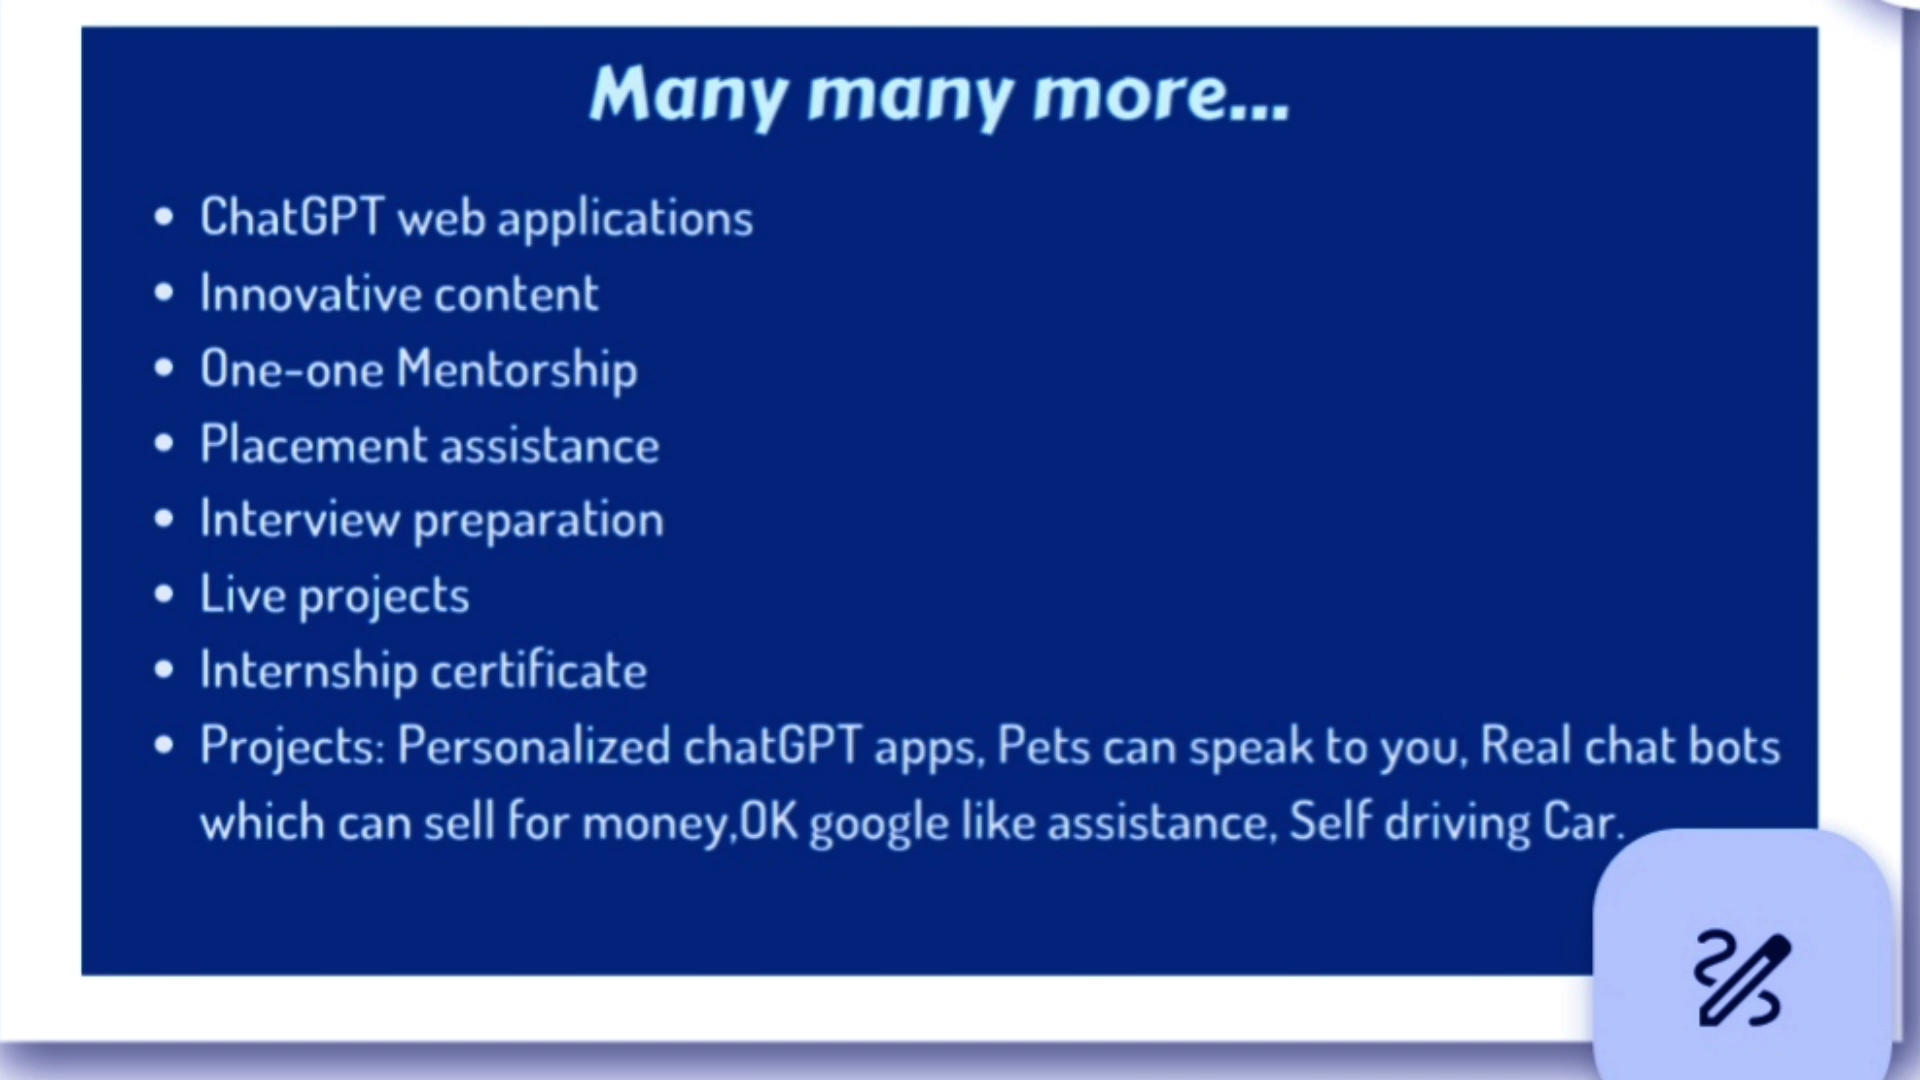 Many many more...
• ChatGPT web applications
• Innovative content
• One-one Mentorship
• Placement assistance
• Interview preparation
• Live projects
• Internship certificate
• Projects: Personalized chatGPT apps, Pets can speak to you, Real chat bots
which can sell for money,OK google like assistance, Self driving Car.